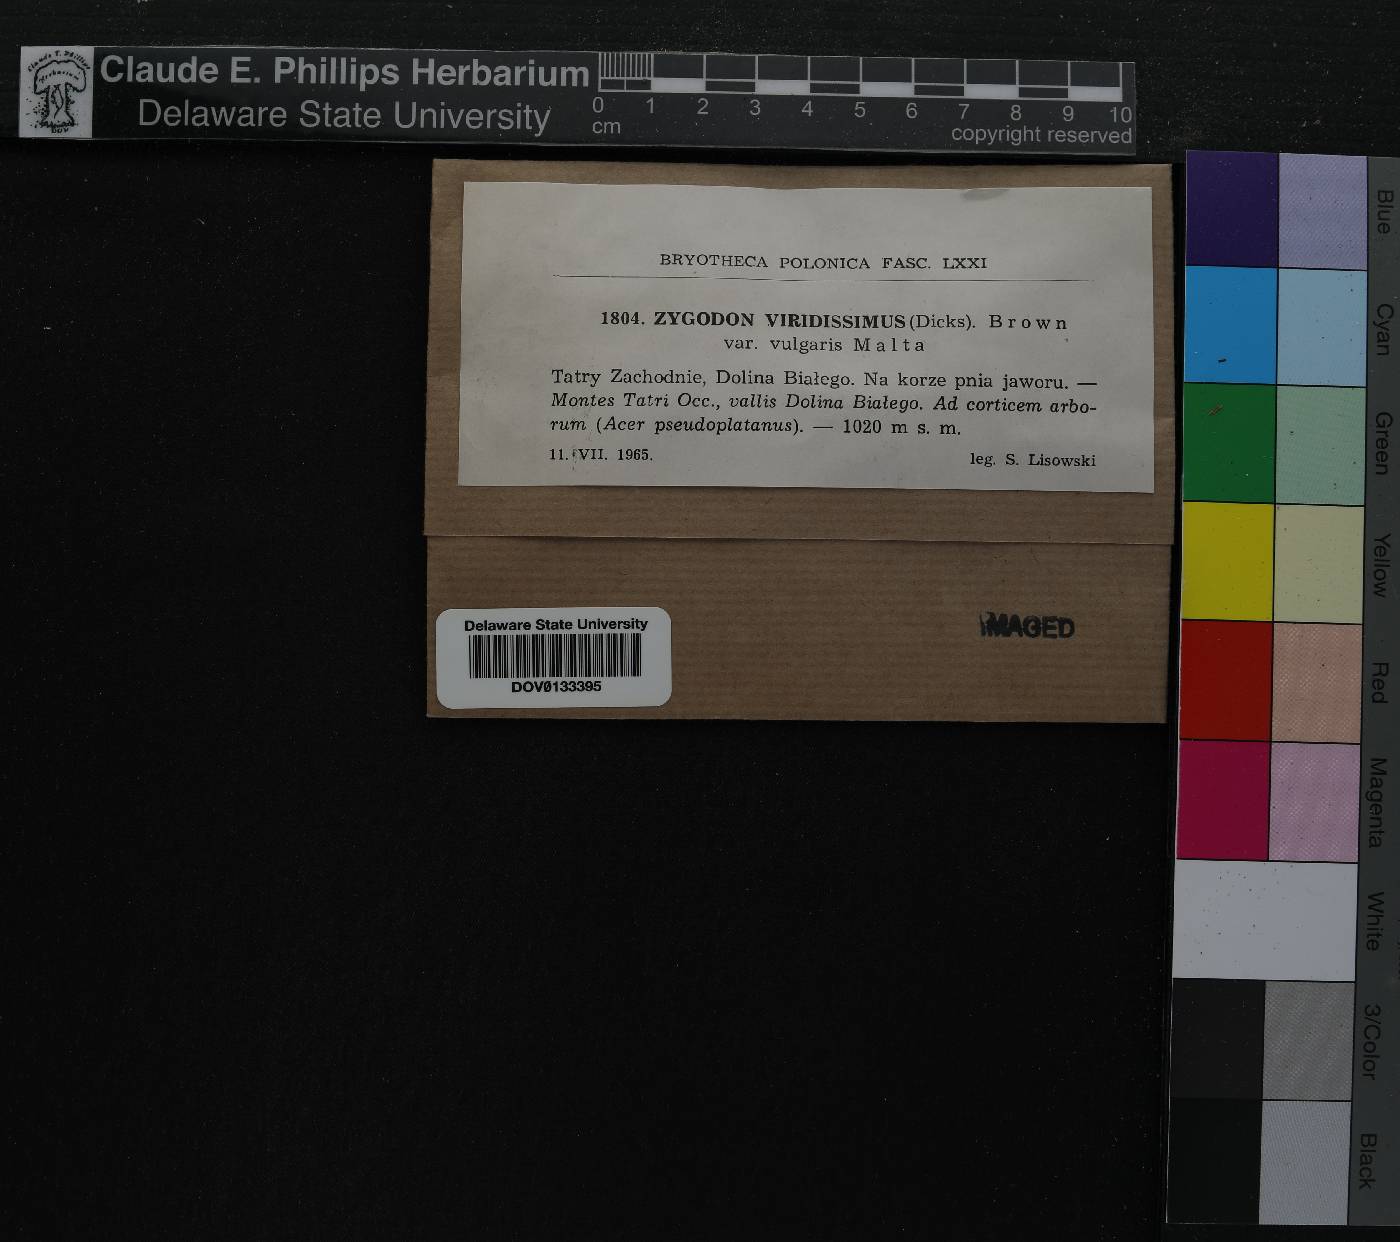 Claude E. Phillips Herbarium
Delaware State University
0 1 2 3 4 5 6 7 8 9 10
cm
copyright reserved
BRYOTHECA POLONICA FASC. LXXI
1804. ZYGODON VIRIDISSIMUS (Dicks). Brown
var. vulgaris Malta
Tatry Zachodnie, Dolina Białego. Na korze pnia jaworu. —
Montes Tatri Occ., vallis Dolina Białego. Ad corticem arbo-
rum (Acer pseudoplatanus). — 1020 m s. m.
11. VII. 1965. leg. S. Lisowski
IMAGED
Delaware State University
DOV0133395
Blue
Cyan
Green
Yellow
Red
Magenta
White
3/Color
Black